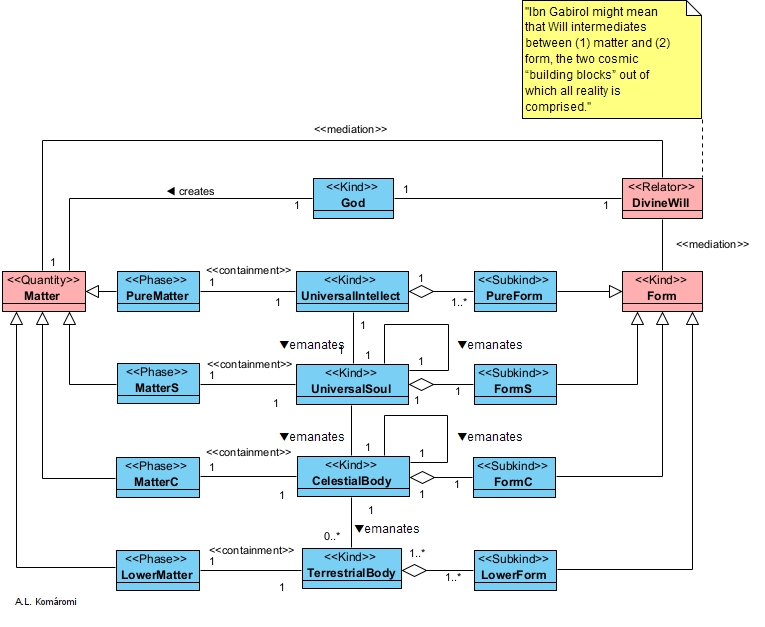 "Ibn Gabirol might mean
that Will intermediates
between (1) matter and (2)
form, the two cosmic
“building blocks” out of
which all reality is
comprised."
<<mediation>>
<<Kind>>
God
<<Relator>>
DivineWill
◀ creates
1
1
1
<<mediation>>
1
<<Quantity>>
Matter
<<Phase>>
PureMatter
<<containment>>
1
1
<<Kind>>
UniversalIntellect
1
1..*
<<Subkind>>
PureForm
<<Kind>>
Form
1
▼emanates
1
1
1
▼emanates
<<Phase>>
MatterS
<<containment>>
1
1
<<Kind>>
UniversalSoul
1
1
<<Subkind>>
FormS
▼emanates
1
1
▼emanates
<<Phase>>
MatterC
<<containment>>
1
1
<<Kind>>
CelestialBody
1
1
<<Subkind>>
FormC
1
▼emanates
0..*
<<Phase>>
LowerMatter
<<containment>>
1
1
<<Kind>>
TerrestrialBody
1..*
1..*
<<Subkind>>
LowerForm
A.L. Komáromi